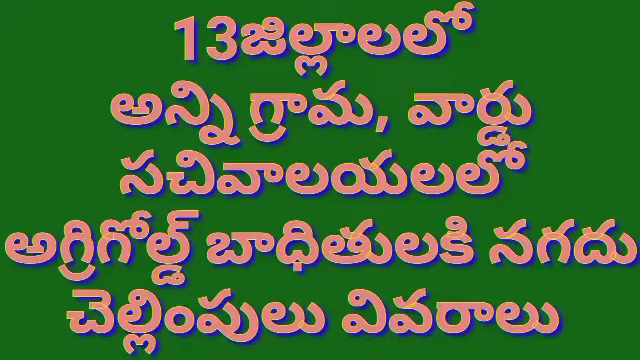 13జిల్లాలలో
అన్ని గ్రామ, వార్డు
సచివాలయలలో
అగ్రిగోల్డ్ బాధితులకి నగదు
చెల్లింపులు వివరాలు